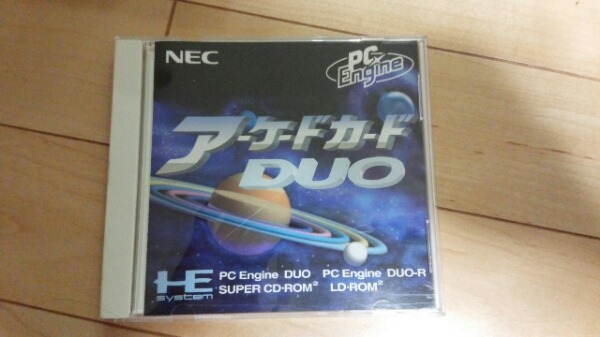 NEC
PC Engine
アーケードカード
DUO
HE system
PC Engine DUO PC Engine DUO-R
SUPER CD・ROM² LD・ROM²